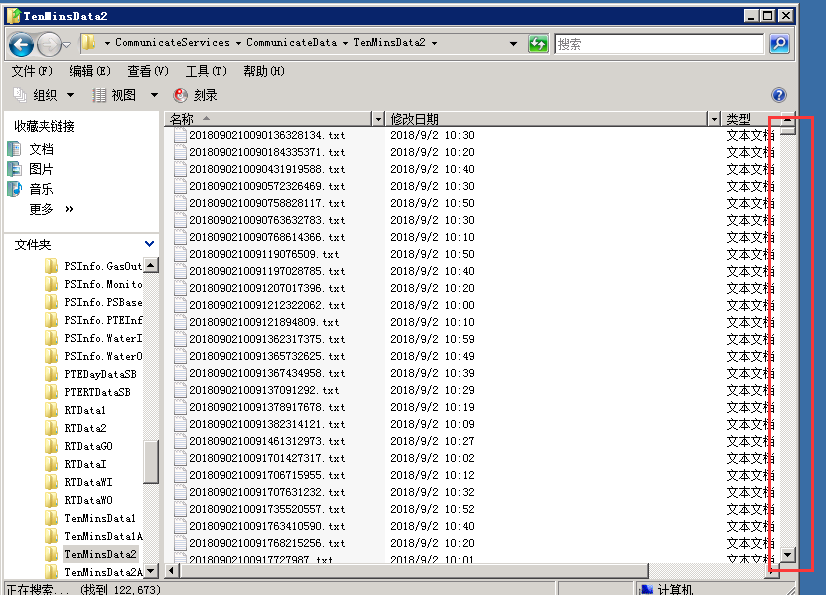 TenMinsData2
CommunicateServices CommunicateData TenMinsData2 搜索
文件(F) 编辑(E) 查看(V) 工具(T) 帮助(H)
组织 视图 刻录
收藏夹链接
文档
图片
音乐
更多 »
文件夹
PSInfo.GasOut
PSInfo.Monito
PSInfo.PSBase
PSInfo.PTEInf
PSInfo.WaterI
PSInfo.WaterO
PTEDayDataSB
PTERTDataSB
RTData1
RTData2
RTDataGO
RTDataI
RTDataWI
RTDataWO
TenMinsData1
TenMinsData1A
TenMinsData2
TenMinsData2A
名称 修改日期 类型
2018090210090136328134.txt 2018/9/2 10:30 文本文档
2018090210090184335371.txt 2018/9/2 10:20 文本文档
2018090210090431919588.txt 2018/9/2 10:40 文本文档
2018090210090572326469.txt 2018/9/2 10:30 文本文档
2018090210090758828117.txt 2018/9/2 10:50 文本文档
2018090210090763632783.txt 2018/9/2 10:30 文本文档
2018090210090768614366.txt 2018/9/2 10:10 文本文档
201809021009119076509.txt 2018/9/2 10:50 文本文档
2018090210091197028785.txt 2018/9/2 10:40 文本文档
2018090210091207017396.txt 2018/9/2 10:20 文本文档
2018090210091212322062.txt 2018/9/2 10:00 文本文档
201809021009121894809.txt 2018/9/2 10:10 文本文档
2018090210091362317375.txt 2018/9/2 10:59 文本文档
2018090210091365732625.txt 2018/9/2 10:49 文本文档
2018090210091367434958.txt 2018/9/2 10:39 文本文档
201809021009137091292.txt 2018/9/2 10:29 文本文档
2018090210091378917678.txt 2018/9/2 10:19 文本文档
2018090210091382314121.txt 2018/9/2 10:09 文本文档
2018090210091461312973.txt 2018/9/2 10:27 文本文档
2018090210091701427317.txt 2018/9/2 10:02 文本文档
2018090210091706715955.txt 2018/9/2 10:12 文本文档
2018090210091707631232.txt 2018/9/2 10:32 文本文档
2018090210091735520557.txt 2018/9/2 10:52 文本文档
2018090210091763410590.txt 2018/9/2 10:40 文本文档
2018090210091768215256.txt 2018/9/2 10:20 文本文档
20180902100917727987.txt 2018/9/2 10:01 文本文档
正在搜索... (找到 122,673) 计算机